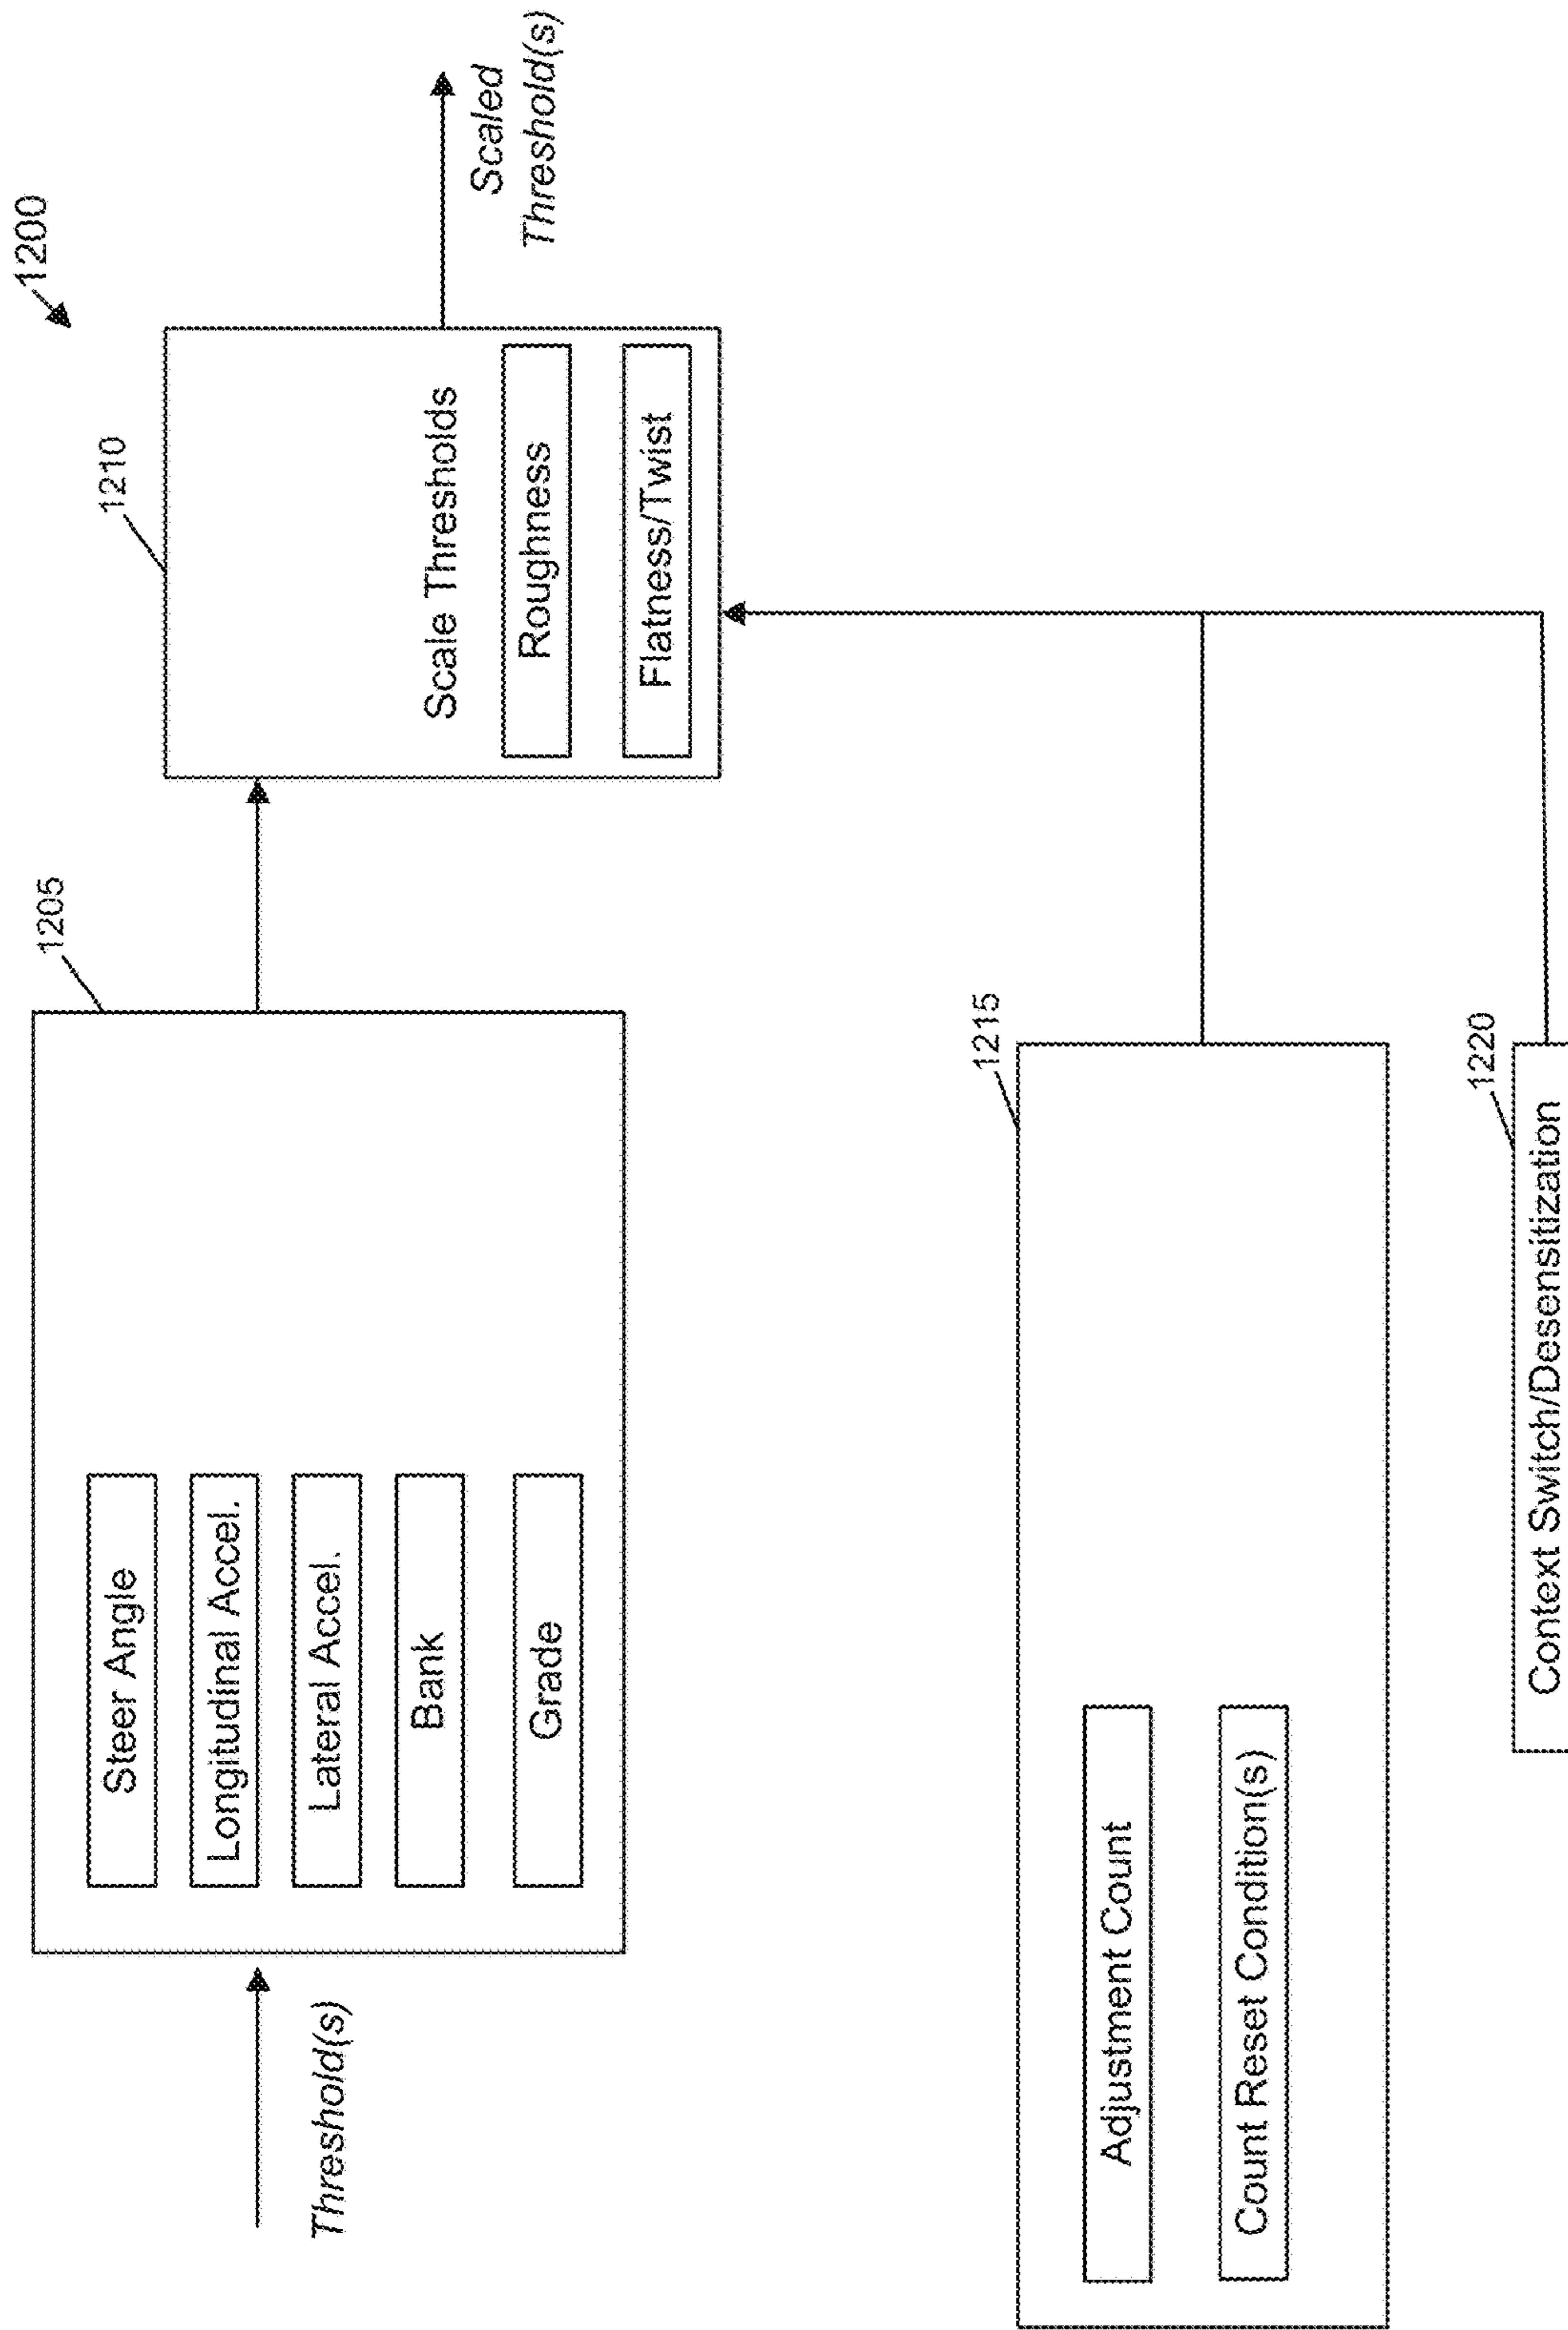 1200
1205
1210
Threshold(s)
Steer Angle
Longitudinal Accel.
Lateral Accel.
Bank
Grade
Scale Thresholds
Roughness
Flatness/Twist
Scaled
Threshold(s)
1215
Adjustment Count
Count Reset Condition(s)
1220
Context Switch/Desensitization